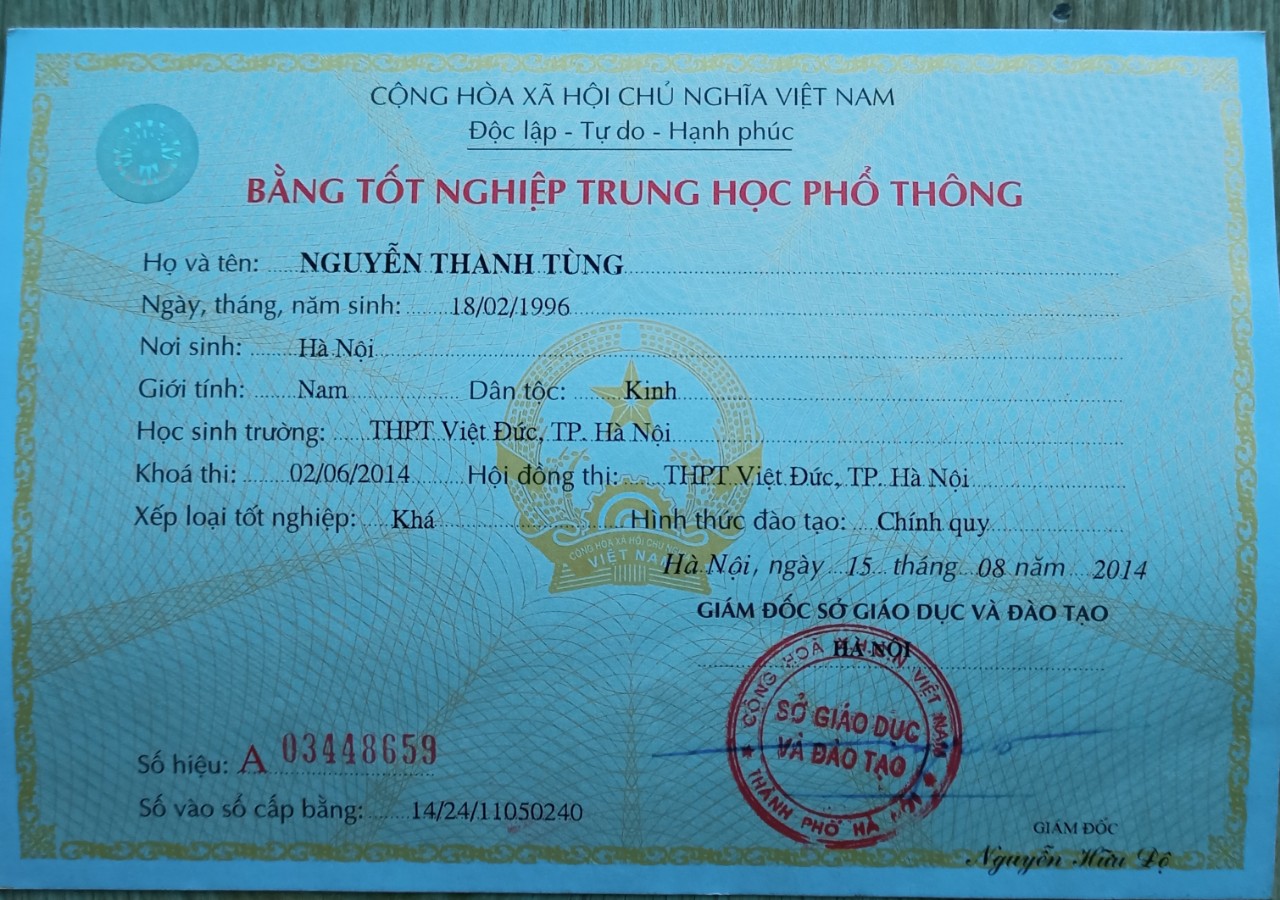 CỘNG HÒA XÃ HỘI CHỦ NGHĨA VIỆT NAM
Độc lập - Tự do - Hạnh phúc
BẰNG TỐT NGHIỆP TRUNG HỌC PHỔ THÔNG
Họ và tên: NGUYỄN THANH TÙNG
Ngày, tháng, năm sinh: 18/02/1996
Nơi sinh: Hà Nội
Giới tính: Nam Dân tộc: Kinh
Học sinh trường: THPT Việt Đức, TP. Hà Nội
Khoá thi: 02/06/2014 Hội đồng thi: THPT Việt Đức, TP. Hà Nội
Xếp loại tốt nghiệp: Khá Hình thức đào tạo: Chính quy
CỘNG HÒA XÃ HỘI CHỦ NGHĨA
VIỆT NAM
Hà Nội, ngày 15 tháng 08 năm 2014
GIÁM ĐỐC SỞ GIÁO DỤC VÀ ĐÀO TẠO
HÀ NỘI
CỘNG HOÀ X.H.C.N VIỆT NAM
SỞ GIÁO DỤC
VÀ ĐÀO TẠO
THÀNH PHỐ HÀ NỘI
Số hiệu: A 03448659
Số vào sổ cấp bằng: 14/24/11050240
GIÁM ĐỐC
Nguyễn Hữu Độ